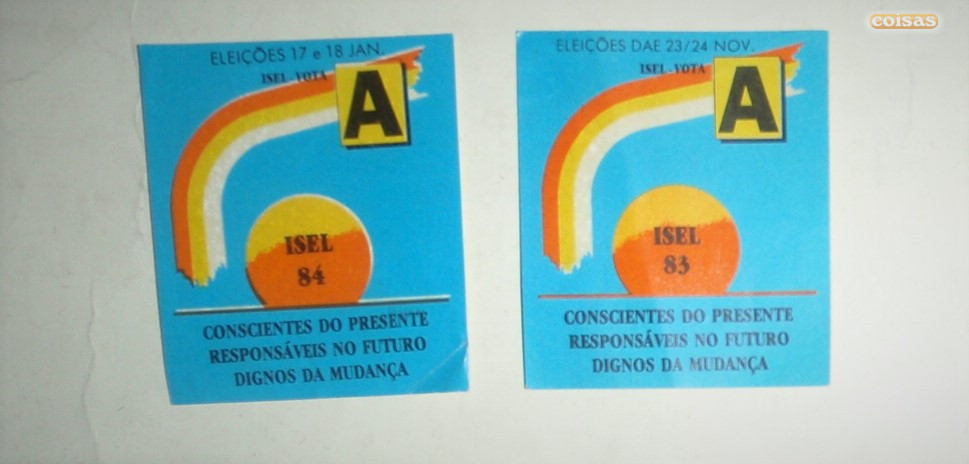 coisas
ELEIÇÕES 17 e 18 JAN.
ISEL - VOTA
A
ISEL
84
CONSCIENTES DO PRESENTE
RESPONSÁVEIS NO FUTURO
DIGNOS DA MUDANÇA
ELEIÇÕES DAE 23/24 NOV.
ISEL - VOTA
A
ISEL
83
CONSCIENTES DO PRESENTE
RESPONSÁVEIS NO FUTURO
DIGNOS DA MUDANÇA